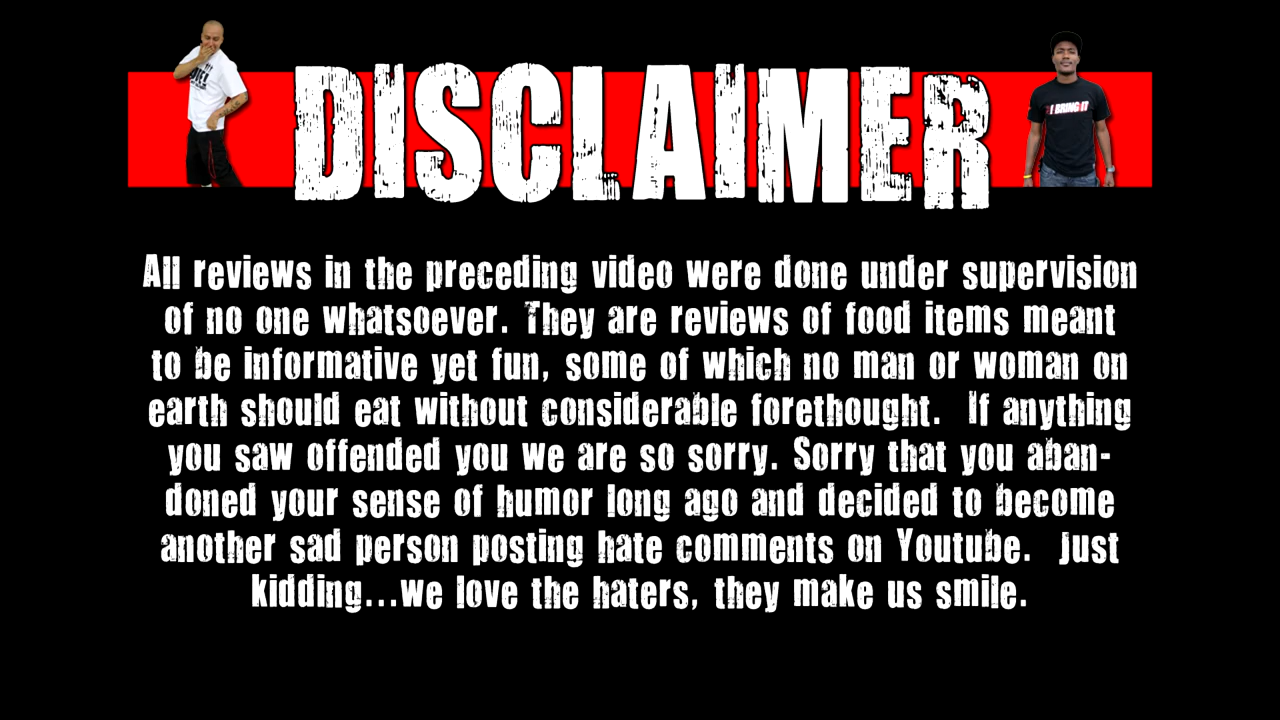 DISCLAIMER
I BRING IT
All reviews in the preceding video were done under supervision
of no one whatsoever. They are reviews of food items meant
to be informative yet fun, some of which no man or woman on
earth should eat without considerable forethought. If anything
you saw offended you we are so sorry. Sorry that you aban-
doned your sense of humor long ago and decided to become
another sad person posting hate comments on Youtube. Just
kidding...we love the haters, they make us smile.